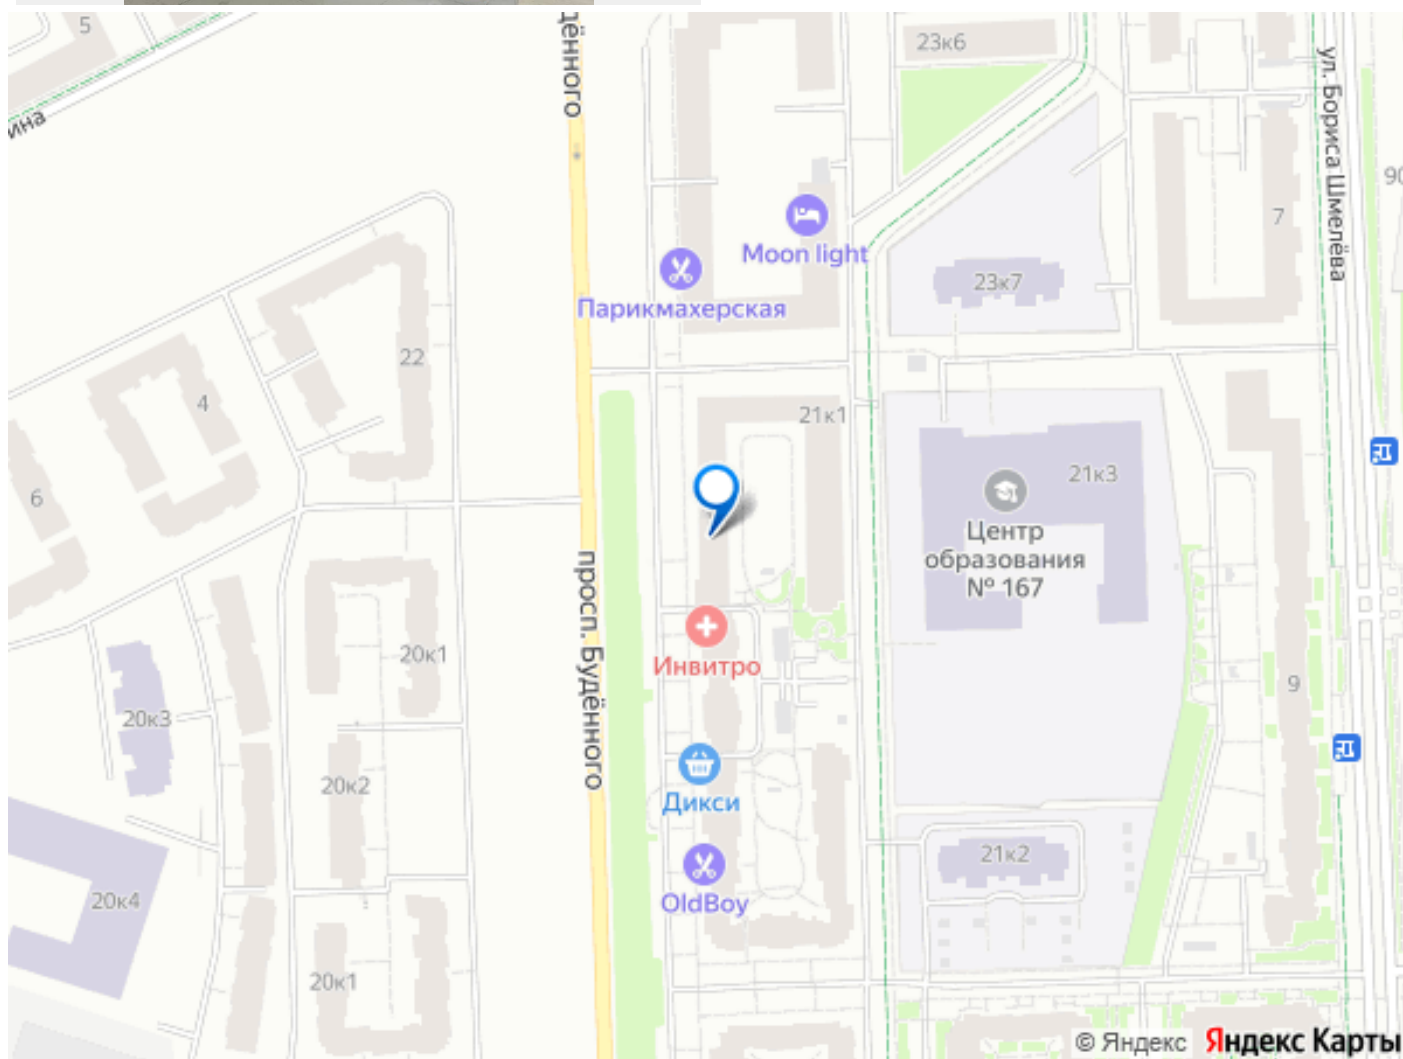 5
дённого
23к6
ул. Бориса Шмелёва
ина
90
7
Moon light
23к7
Парикмахерская
22
4
21к1
6
21к3
Центр
образования
№ 167
просп. Будённого
20к1
Инвитро
9
20к3
20к2
Дикси
21к2
20к4
OldBoy
20к1
© Яндекс Яндекс Карты